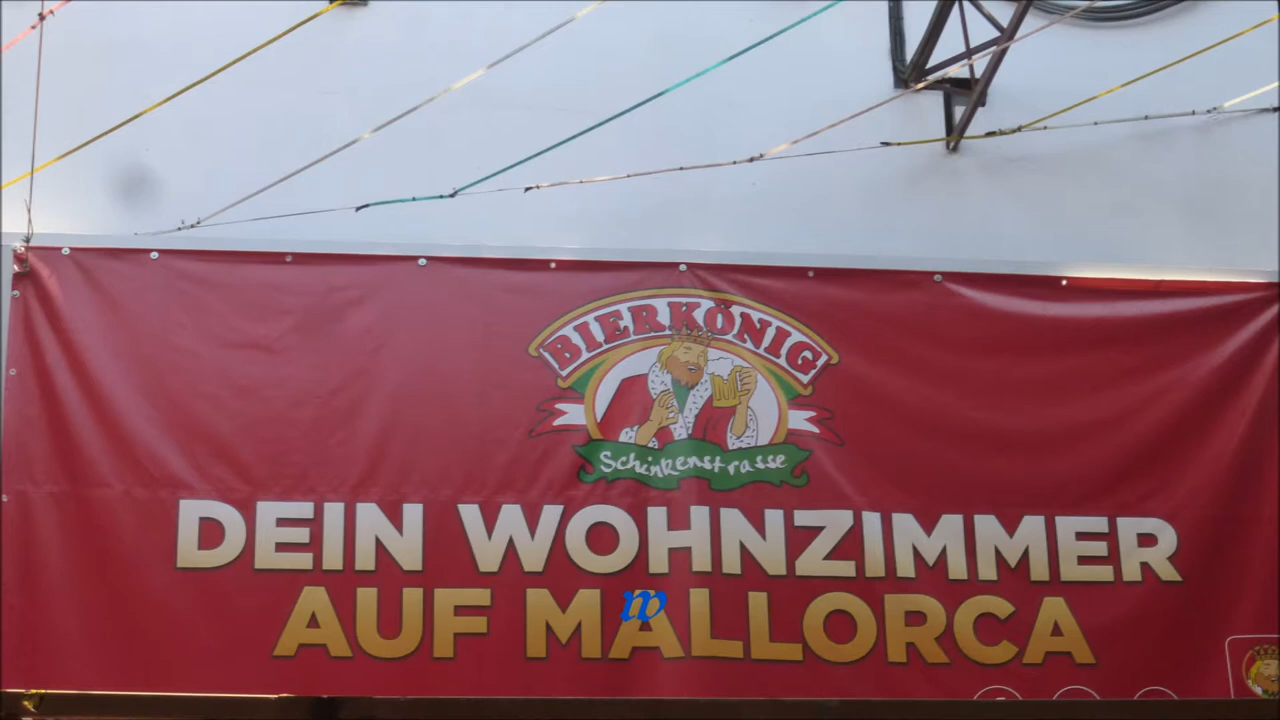 BIERKÖNIG
Schinkenstrasse
DEIN WOHNZIMMER
AUF MALLORCA
w